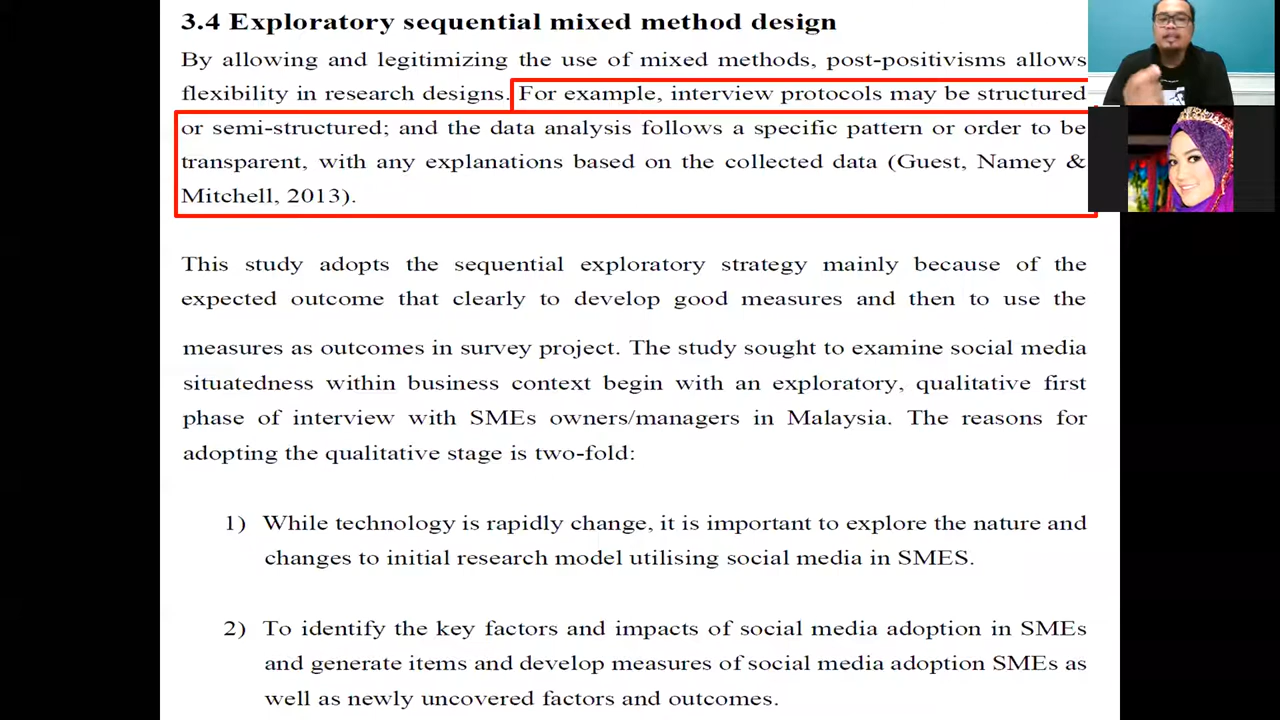 3.4 Exploratory sequential mixed method design
By allowing and legitimizing the use of mixed methods, post-positivisms allows
flexibility in research designs. For example, interview protocols may be structured
or semi-structured; and the data analysis follows a specific pattern or order to be
transparent, with any explanations based on the collected data (Guest, Namey &
Mitchell, 2013).
This study adopts the sequential exploratory strategy mainly because of the
expected outcome that clearly to develop good measures and then to use the
measures as outcomes in survey project. The study sought to examine social media
situatedness within business context begin with an exploratory, qualitative first
phase of interview with SMEs owners/managers in Malaysia. The reasons for
adopting the qualitative stage is two-fold:
1) While technology is rapidly change, it is important to explore the nature and
changes to initial research model utilising social media in SMES.
2) To identify the key factors and impacts of social media adoption in SMEs
and generate items and develop measures of social media adoption SMEs as
well as newly uncovered factors and outcomes.